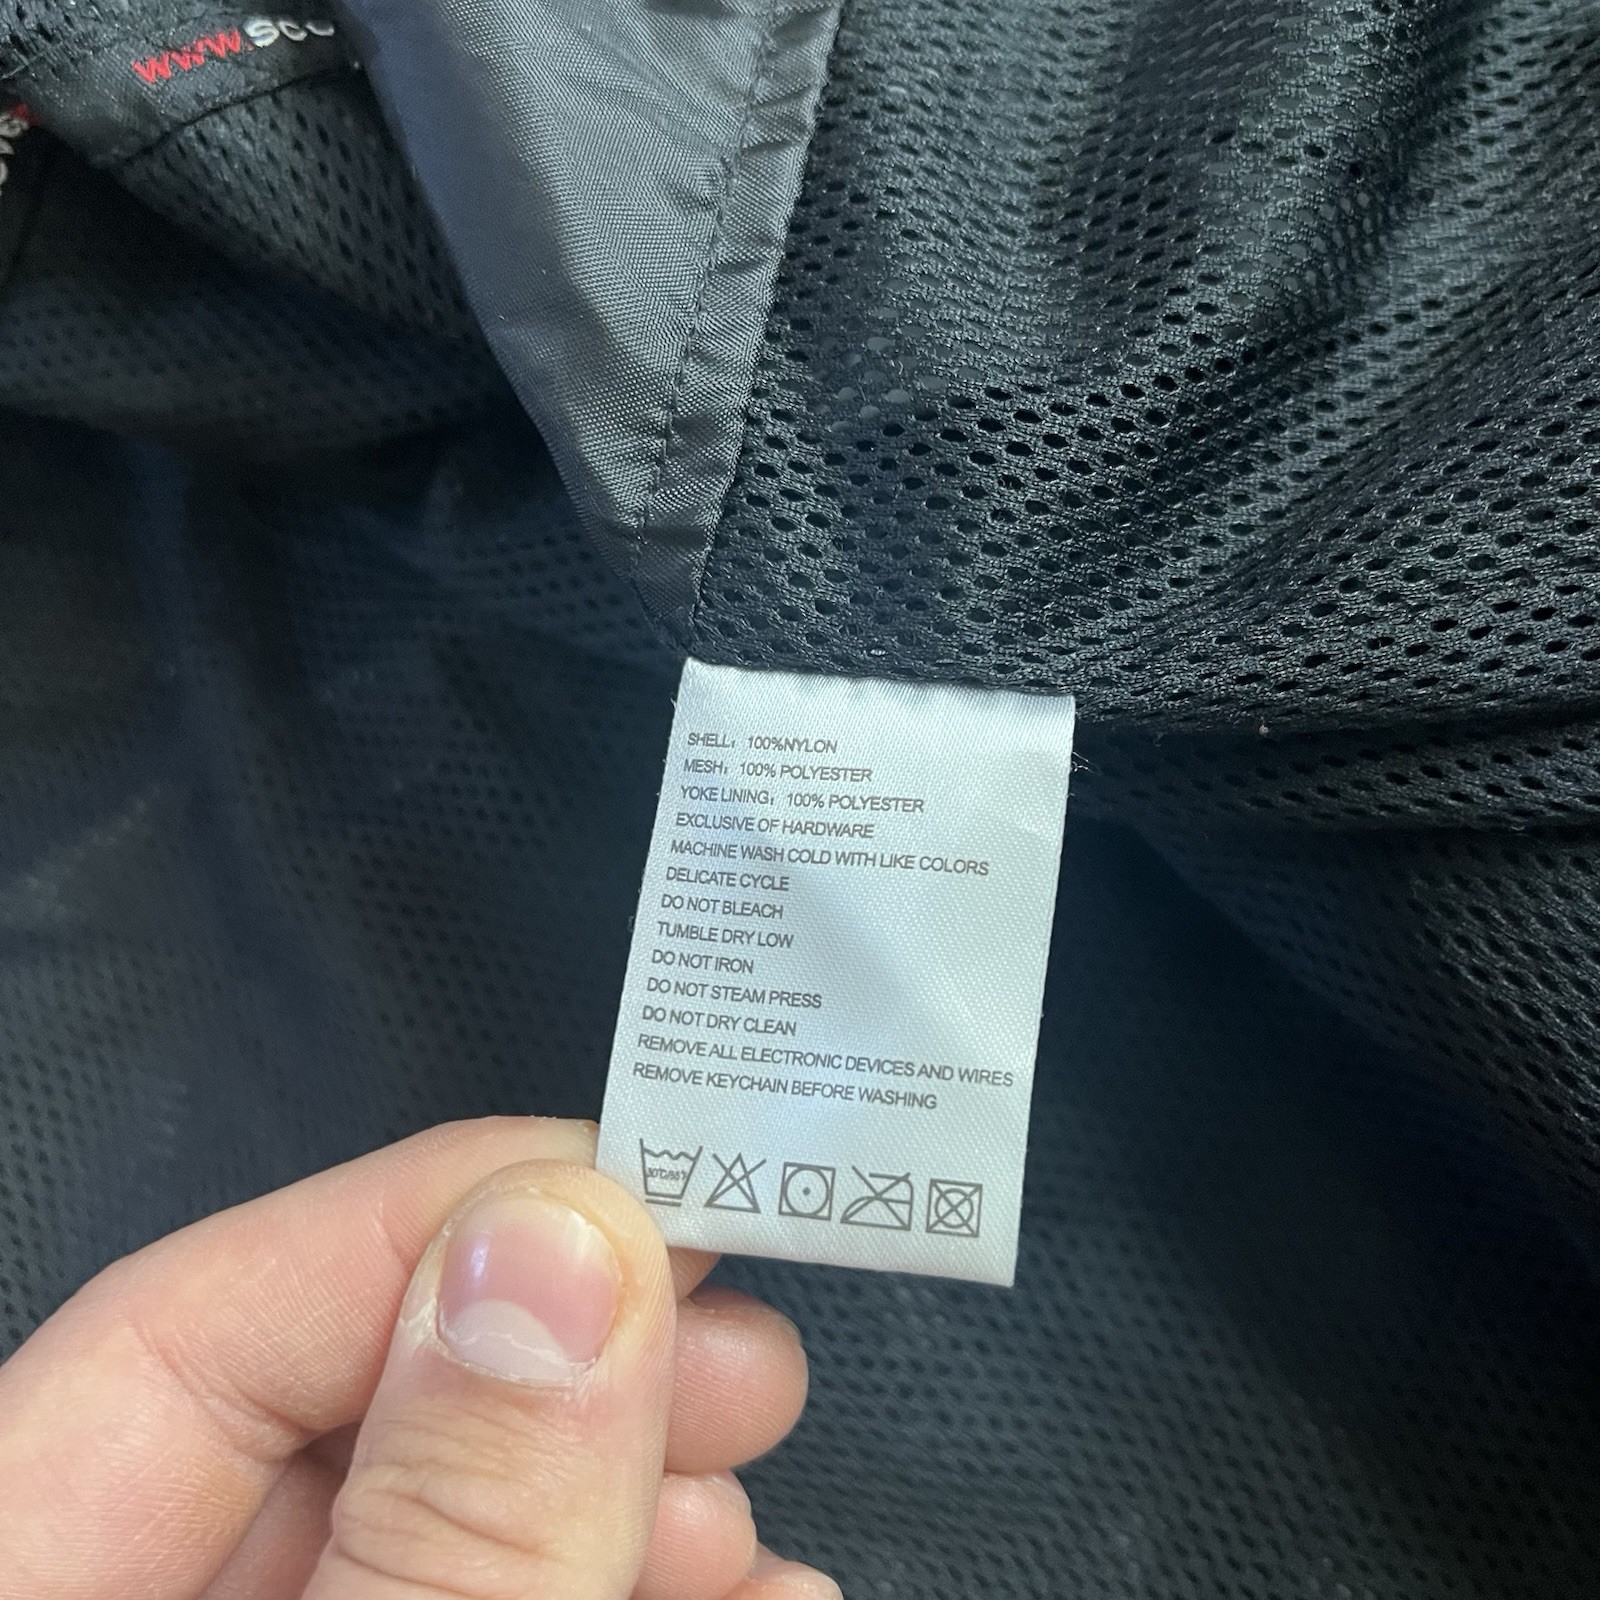 www.sco
SHELL: 100%NYLON
MESH: 100% POLYESTER
YOKE LINING: 100% POLYESTER
EXCLUSIVE OF HARDWARE
MACHINE WASH COLD WITH LIKE COLORS
DELICATE CYCLE
DO NOT BLEACH
TUMBLE DRY LOW
DO NOT IRON
DO NOT STEAM PRESS
DO NOT DRY CLEAN
REMOVE ALL ELECTRONIC DEVICES AND WIRES
REMOVE KEYCHAIN BEFORE WASHING